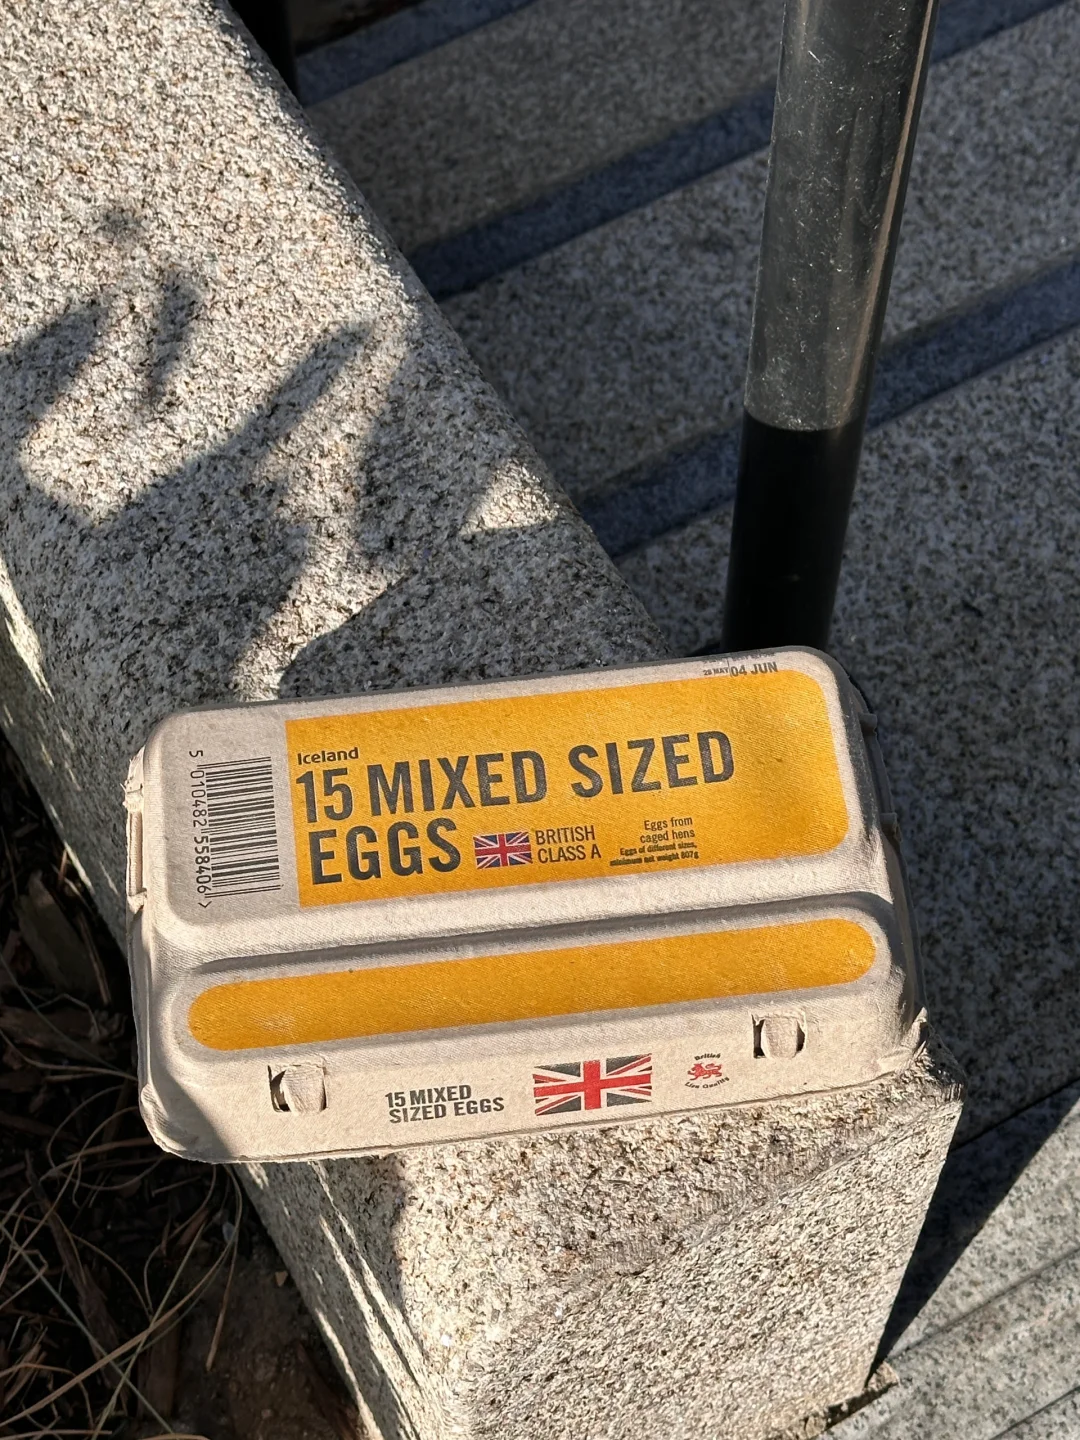 28 MAY 04 JUN
Iceland
15 MIXED SIZED
EGGS
BRITISH
CLASS A
Eggs from
caged hens
Eggs of different sizes,
minimum net weight 807g
5 010482 558406 >
15 MIXED
SIZED EGGS
British
Lion Quality